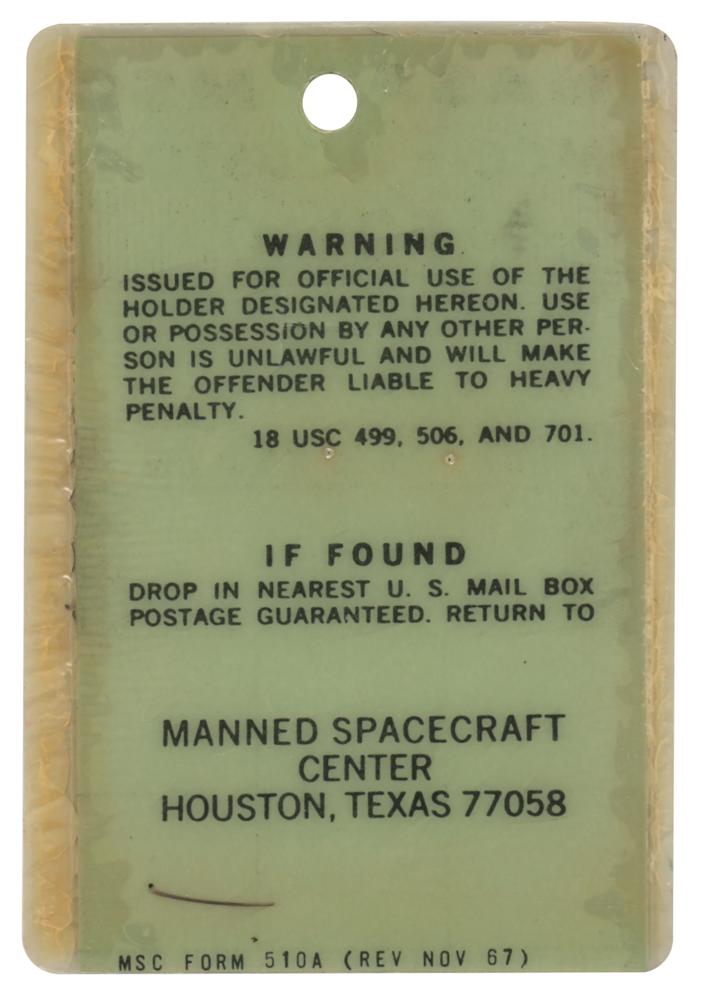 WARNING
ISSUED FOR OFFICIAL USE OF THE
HOLDER DESIGNATED HEREON. USE
OR POSSESSION BY ANY OTHER PER-
SON IS UNLAWFUL AND WILL MAKE
THE OFFENDER LIABLE TO HEAVY
PENALTY.
18 USC 499, 506, AND 701.
IF FOUND
DROP IN NEAREST U. S. MAIL BOX
POSTAGE GUARANTEED. RETURN TO
MANNED SPACECRAFT
CENTER
HOUSTON, TEXAS 77058
MSC FORM 510A (REV NOV 67)